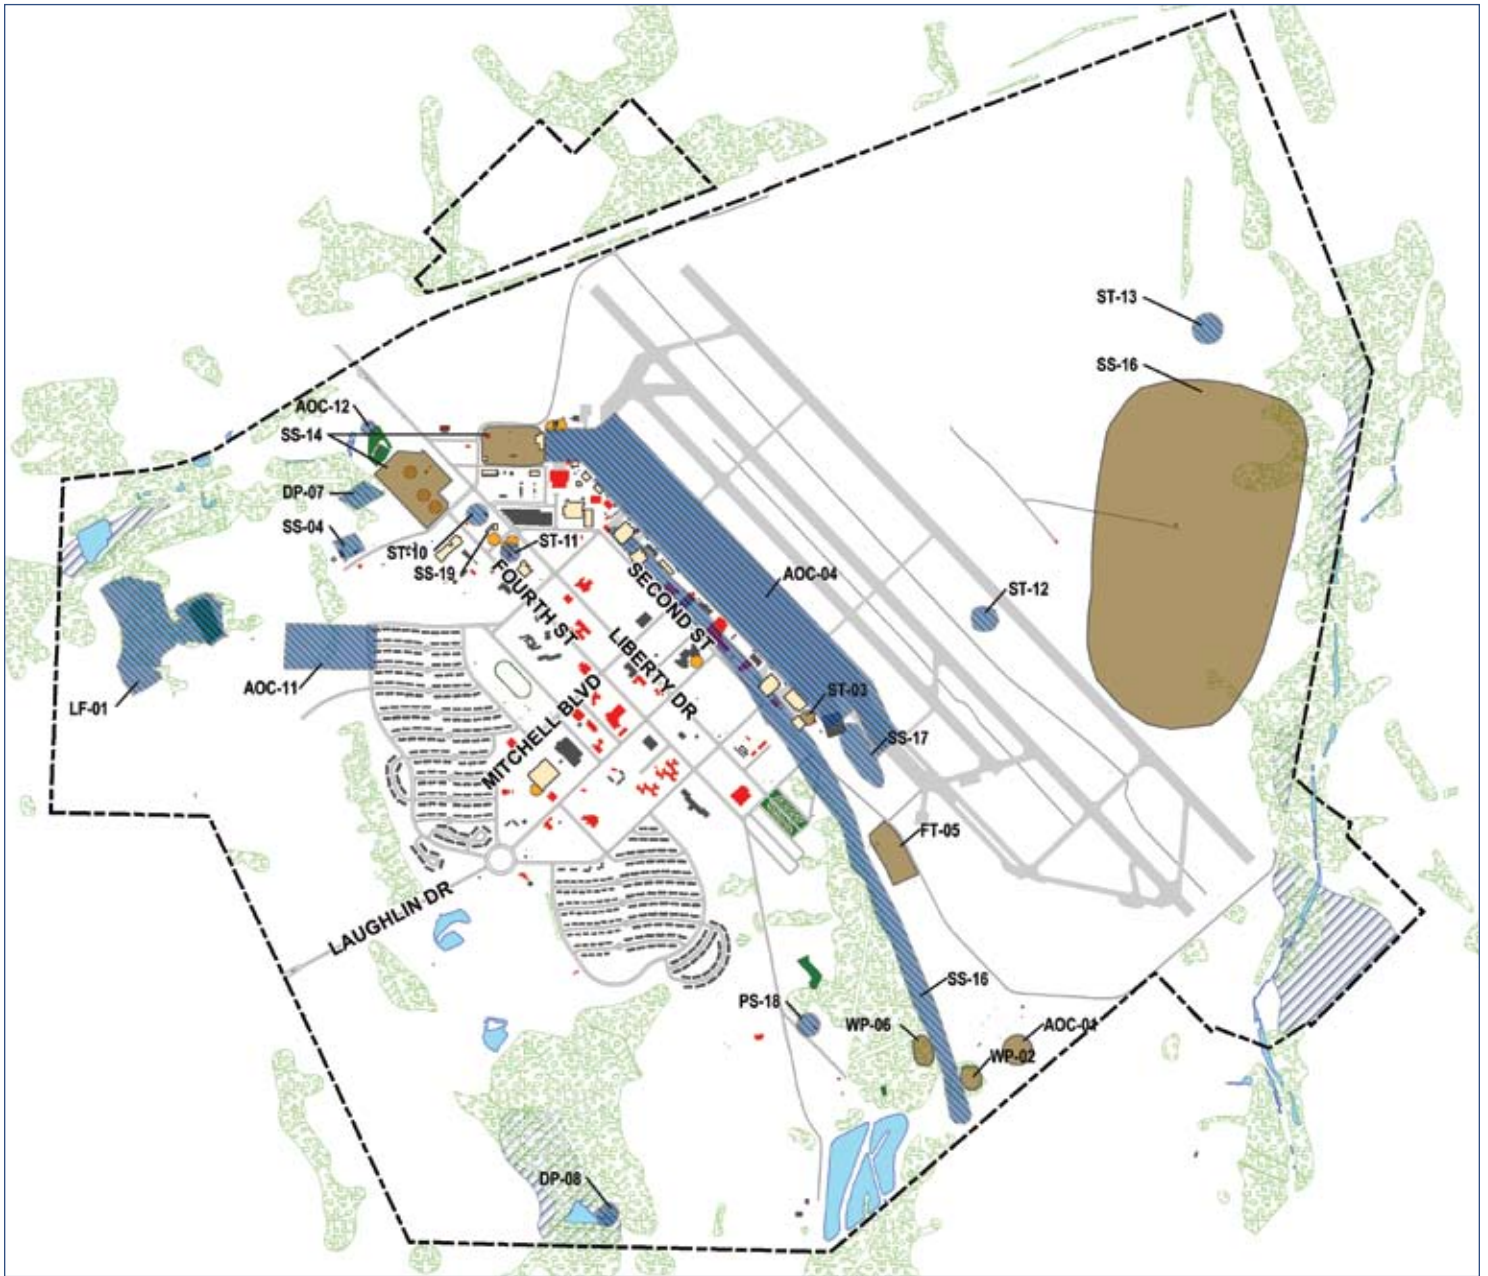 ST-13
SS-16
AOC-12
SS-14
DP-07
SS-04
ST-10
SS-19
ST-11
FOURTH ST
SECOND ST
AOC-04
ST-12
LIBERTY DR
AOC-11
LF-01
ST-03
MITCHELL BLVD
SS-17
FT-05
LAUGHLIN DR
SS-16
PS-18
WP-06
AOC-01
WP-02
DP-08